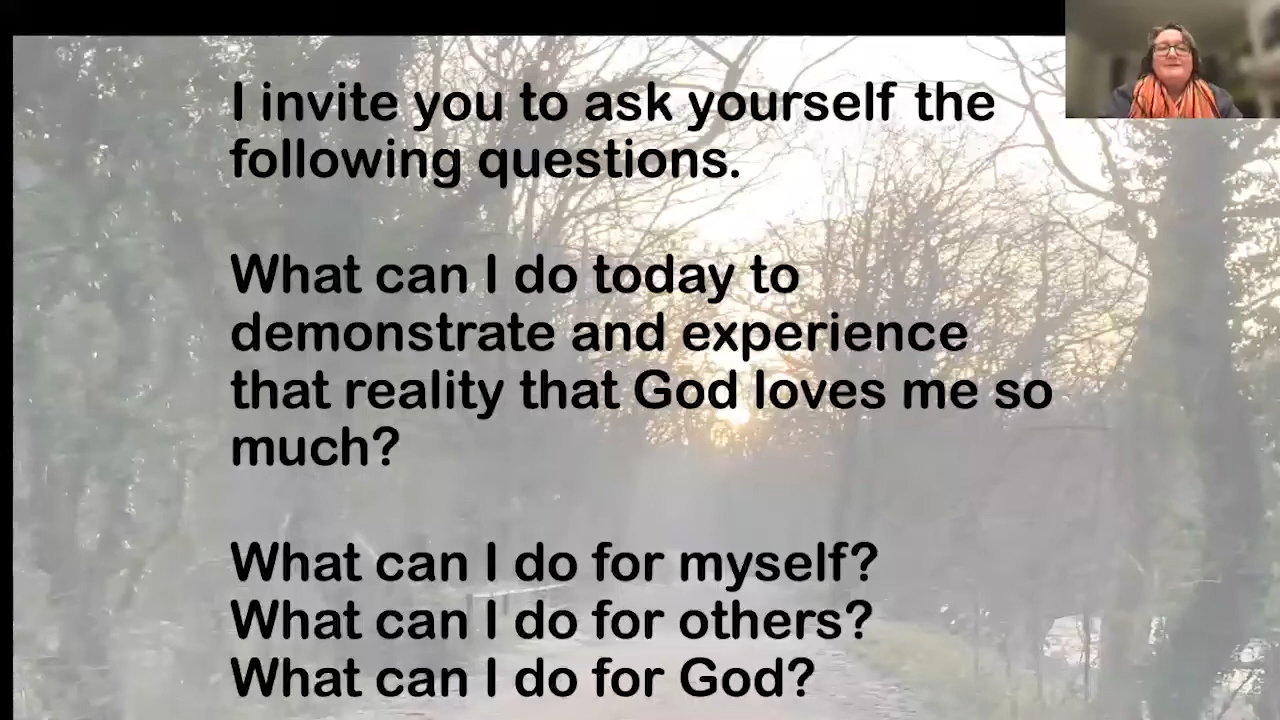 I invite you to ask yourself the
following questions.
What can I do today to
demonstrate and experience
that reality that God loves me so
much?
What can I do for myself?
What can I do for others?
What can I do for God?